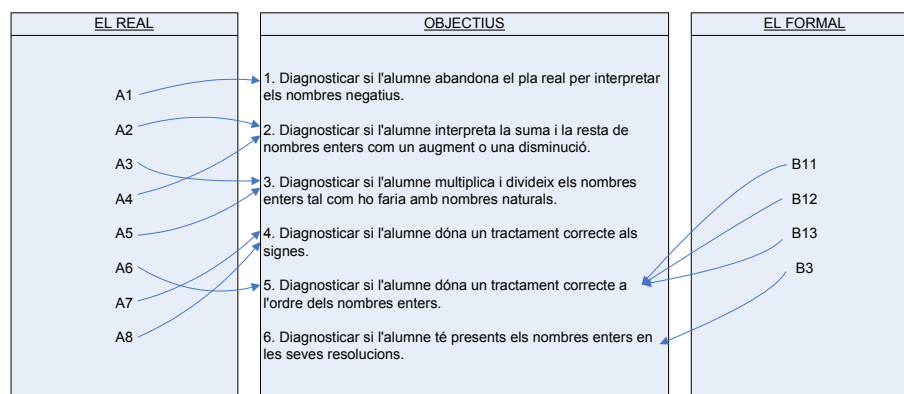 EL REAL
A1
A2
A3
A4
A5
A6
A7
A8
OBJECTIUS
1. Diagnosticar si l'alumne abandona el pla real per interpretar
els nombres negatius.
2. Diagnosticar si l'alumne interpreta la suma i la resta de
nombres enters com un augment o una disminució.
3. Diagnosticar si l'alumne multiplica i divideix els nombres
enters tal com ho faria amb nombres naturals.
4. Diagnosticar si l'alumne dóna un tractament correcte als
signes.
5. Diagnosticar si l'alumne dóna un tractament correcte a
l'ordre dels nombres enters.
6. Diagnosticar si l'alumne té presents els nombres enters en
les seves resolucions.
EL FORMAL
B11
B12
B13
B3